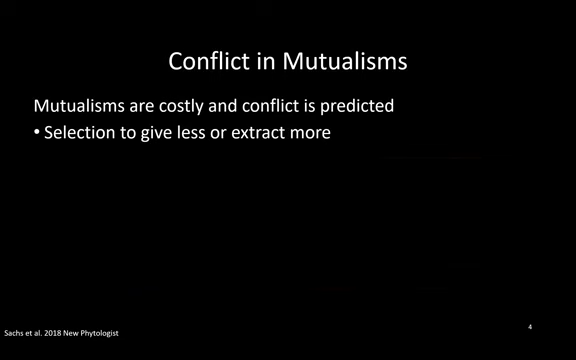 Conflict in Mutualisms
Mutualisms are costly and conflict is predicted
• Selection to give less or extract more
4
Sachs et al. 2018 New Phytologist